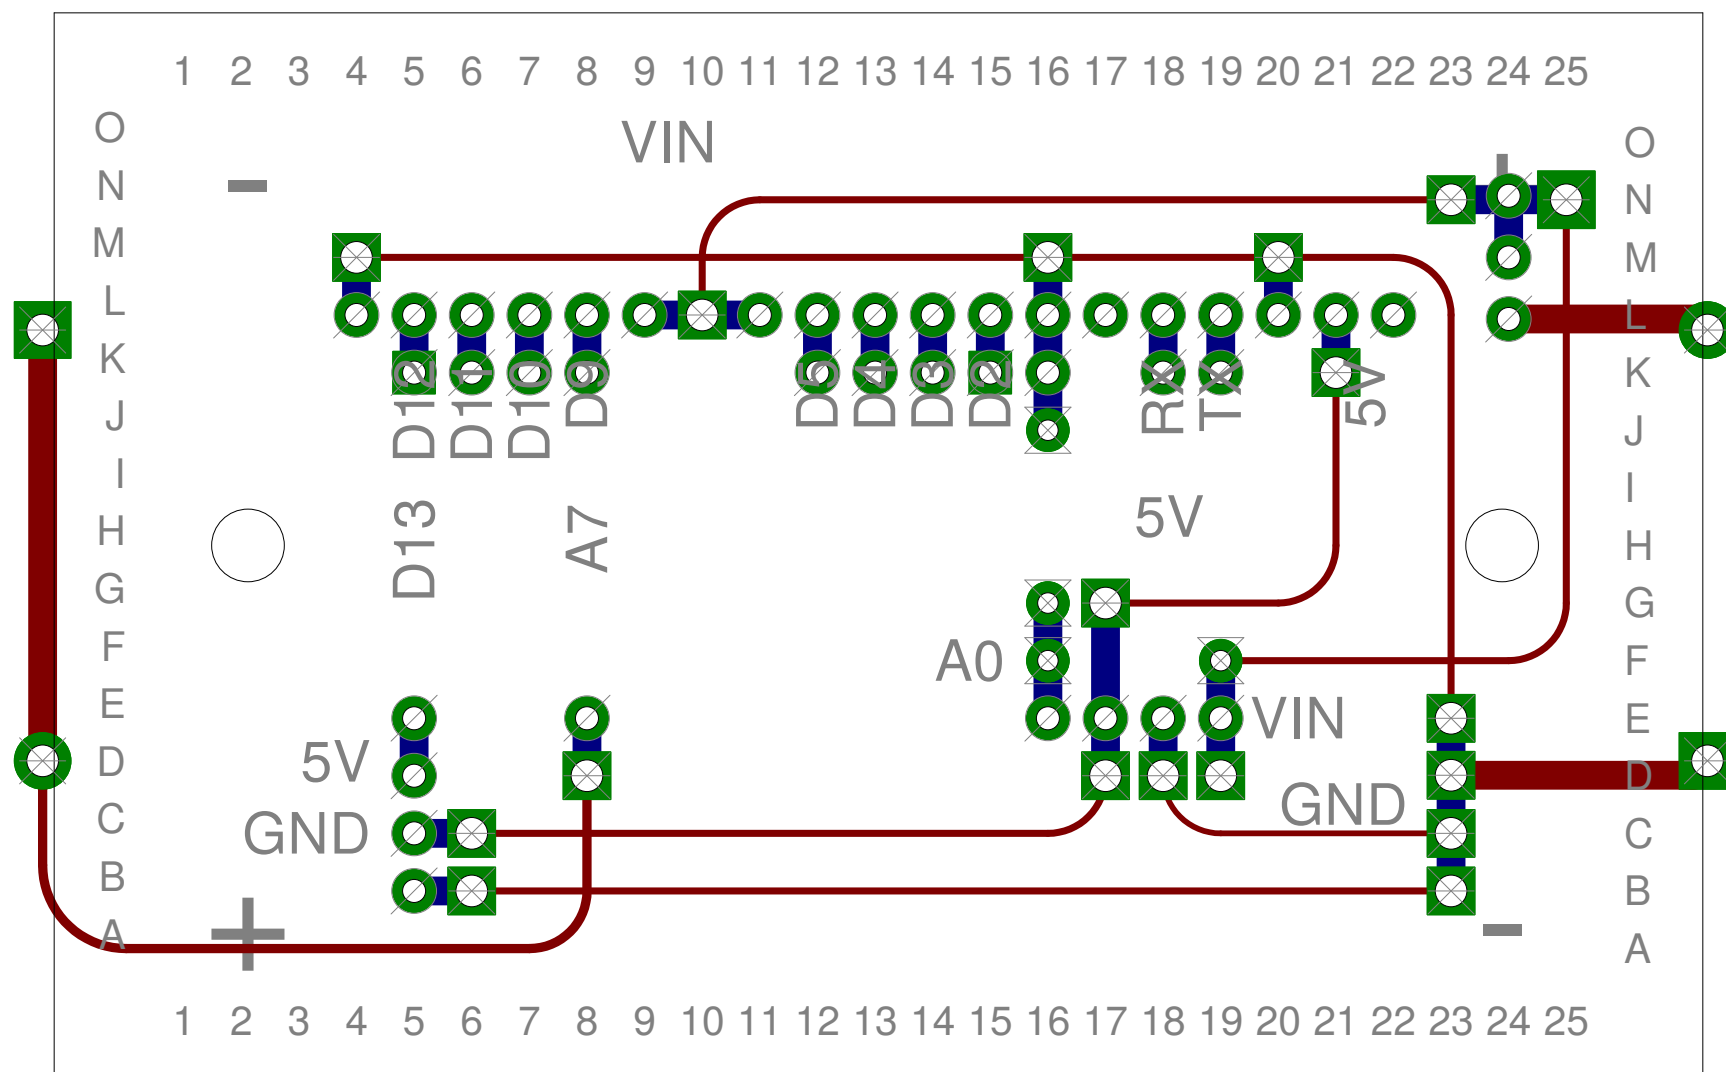 1 2 3 4 5 6 7 8 9 10 11 12 13 14 15 16 17 18 19 20 21 22 23 24 25
O
VIN
O
N
-
N
M
+
M
L
L
K
D12
D11
D10
D9
D5
D4
D3
D2
RX
TX
5V
K
J
J
I
I
H
D13
A7
5V
H
G
G
F
A0
F
E
VIN
E
D
5V
D
C
GND
GND
C
B
B
A
+
-
A
1 2 3 4 5 6 7 8 9 10 11 12 13 14 15 16 17 18 19 20 21 22 23 24 25